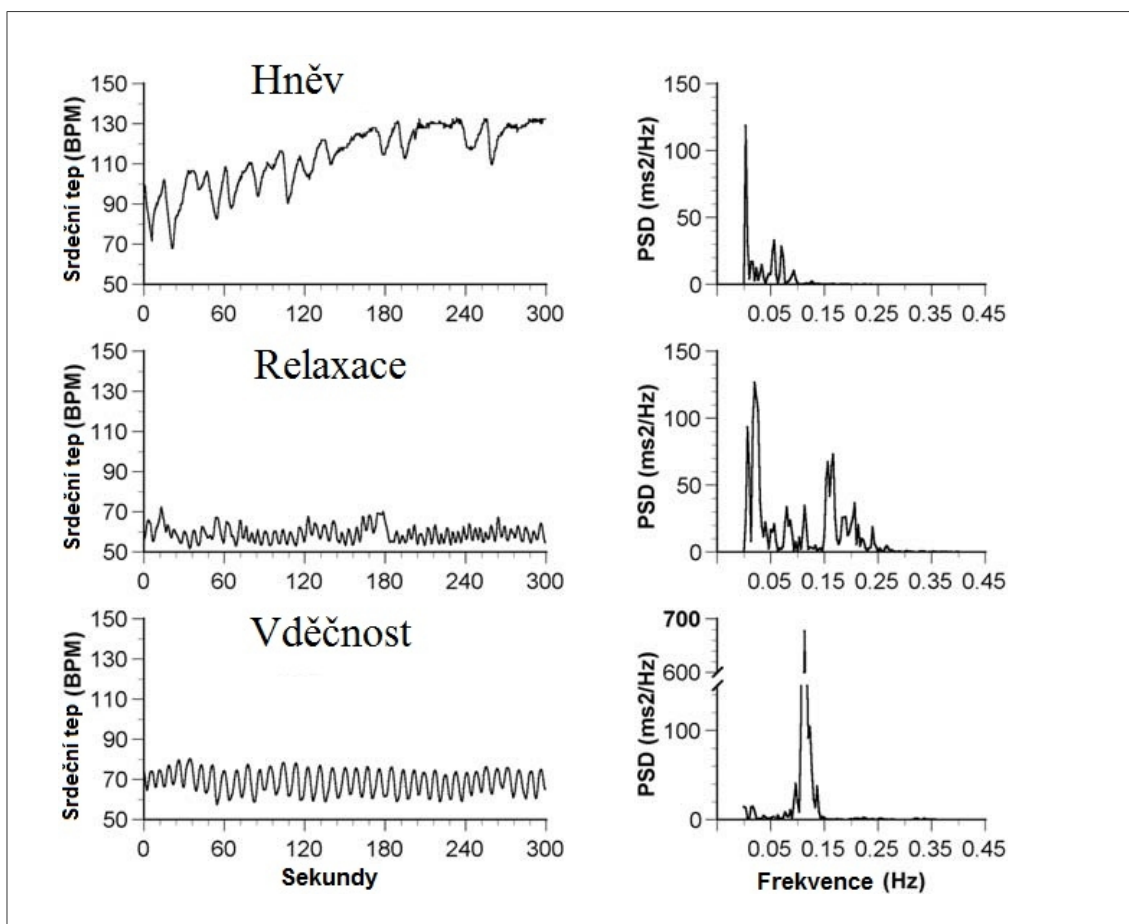 Hněv
Srdeční tep (BPM)
150
130
110
90
70
50
0 60 120 180 240 300
PSD (ms2/Hz)
150
100
50
0
0.05 0.15 0.25 0.35 0.45
Relaxace
Srdeční tep (BPM)
150
130
110
90
70
50
0 60 120 180 240 300
PSD (ms2/Hz)
150
100
50
0
0.05 0.15 0.25 0.35 0.45
Vděčnost
Srdeční tep (BPM)
150
130
110
90
70
50
0 60 120 180 240 300
Sekundy
PSD (ms2/Hz)
700
600
100
0
0.05 0.15 0.25 0.35 0.45
Frekvence (Hz)